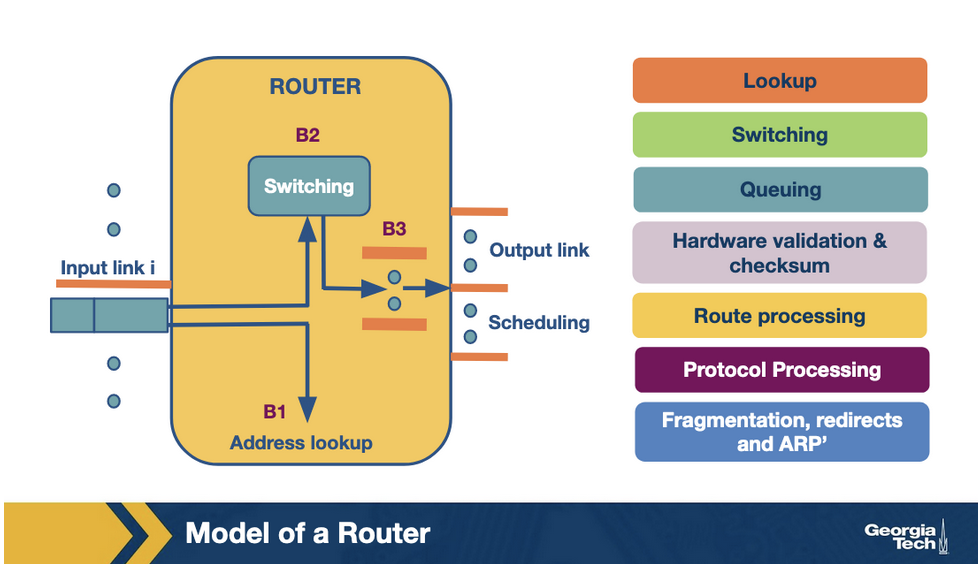 ROUTER
B2
Switching
B3
Input link i
Output link
Scheduling
B1
Address lookup
Lookup
Switching
Queuing
Hardware validation &
checksum
Route processing
Protocol Processing
Fragmentation, redirects
and ARP’
Model of a Router
Georgia
Tech